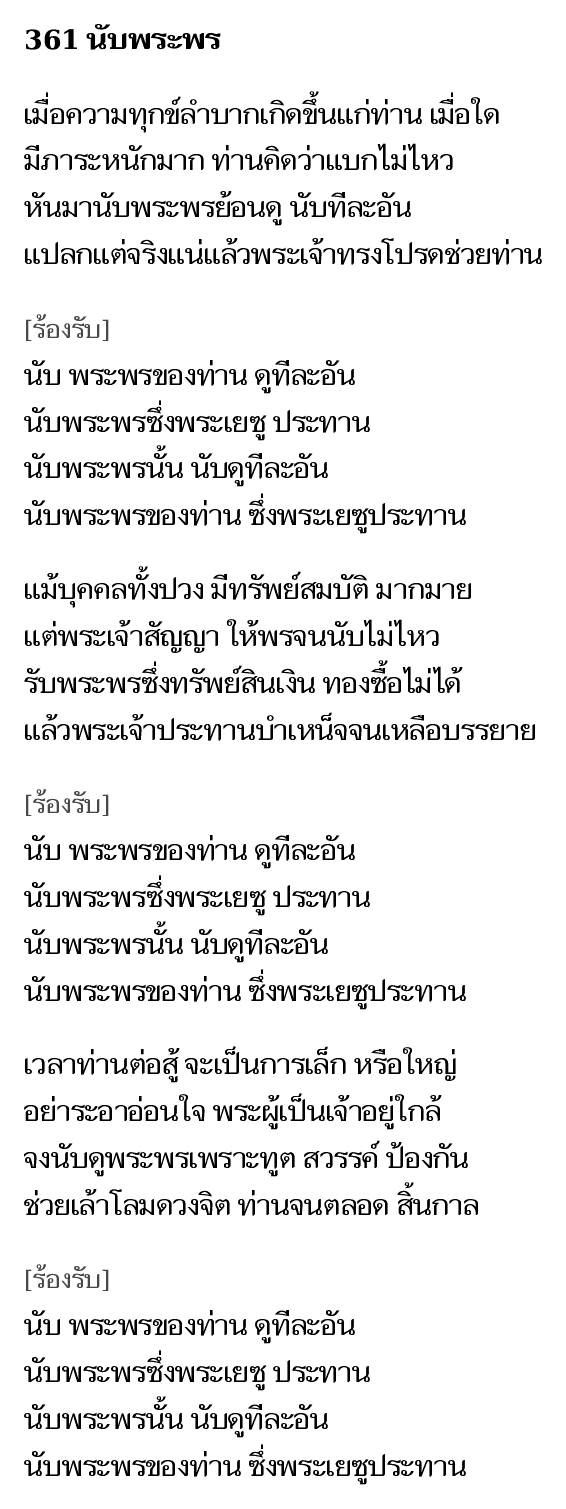 361 นับพระพร
เมื่อความทุกข์ลำบากเกิดขึ้นแก่ท่าน เมื่อใด
มีภาระหนักมาก ท่านคิดว่าแบกไม่ไหว
หันมานับพระพรย้อนดู นับทีละอัน
แปลกแต่จริงแน่แล้วพระเจ้าทรงโปรดช่วยท่าน
[ร้องรับ]
นับ พระพรของท่าน ดูทีละอัน
นับพระพรซึ่งพระเยซู ประทาน
นับพระพรนั้น นับดูทีละอัน
นับพระพรของท่าน ซึ่งพระเยซูประทาน
แม้บุคคลทั้งปวง มีทรัพย์สมบัติ มากมาย
แต่พระเจ้าสัญญา ให้พรจนนับไม่ไหว
รับพระพรซึ่งทรัพย์สินเงิน ทองซื้อไม่ได้
แล้วพระเจ้าประทานบำเหน็จจนเหลือบรรยาย
[ร้องรับ]
นับ พระพรของท่าน ดูทีละอัน
นับพระพรซึ่งพระเยซู ประทาน
นับพระพรนั้น นับดูทีละอัน
นับพระพรของท่าน ซึ่งพระเยซูประทาน
เวลาท่านต่อสู้ จะเป็นการเล็ก หรือใหญ่
อย่าระอาอ่อนใจ พระผู้เป็นเจ้าอยู่ใกล้
จงนับดูพระพรเพราะทูต สวรรค์ ป้องกัน
ช่วยเล้าโลมดวงจิต ท่านจนตลอด สิ้นกาล
[ร้องรับ]
นับ พระพรของท่าน ดูทีละอัน
นับพระพรซึ่งพระเยซู ประทาน
นับพระพรนั้น นับดูทีละอัน
นับพระพรของท่าน ซึ่งพระเยซูประทาน